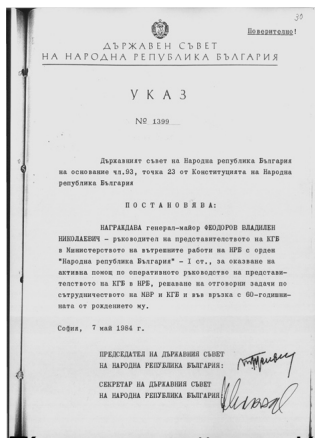 30
Поверително!
ДЪРЖАВЕН СЪВЕТ
НА НАРОДНА РЕПУБЛИКА БЪЛГАРИЯ
УКАЗ
№ 1399
Държавният съвет на Народна република България
на основание чл.93, точка 23 от Конституцията на Народна
република България
ПОСТАНОВЯВА:
НАГРАЖДАВА генерал-майор ФЕОДОРОВ ВЛАДИЛЕН
НИКОЛАЕВИЧ - ръководител на представителството на КГБ
в Министерството на вътрешните работи на НРБ с орден
"Народна република България" - I ст., за оказване на
активна помощ по оперативното ръководство на представи-
телството на КГБ в НРБ, решаване на отговорни задачи по
сътрудничеството на МВР и КГБ и във връзка с 60-годишни-
ната от рождението му.
София, 7 май 1984 г.
ПРЕДСЕДАТЕЛ НА ДЪРЖАВНИЯ СЪВЕТ
НА НАРОДНА РЕПУБЛИКА БЪЛГАРИЯ:
СЕКРЕТАР НА ДЪРЖАВНИЯ СЪВЕТ
НА НАРОДНА РЕПУБЛИКА БЪЛГАРИЯ: